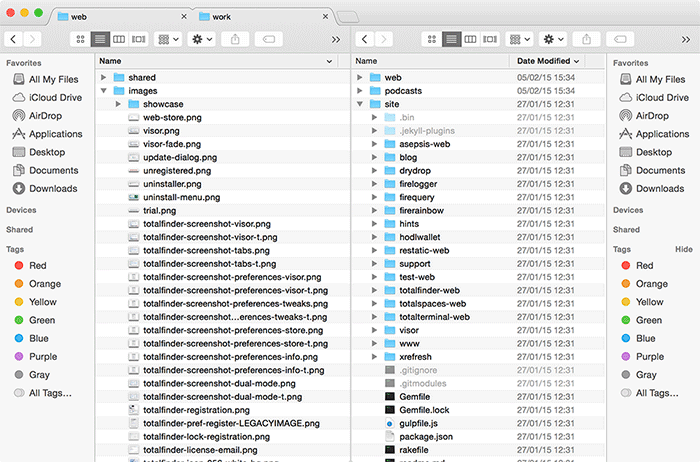 web
work
Favorites
All My Files
iCloud Drive
AirDrop
Applications
Desktop
Documents
Downloads
Devices
Shared
Tags
Red
Orange
Yellow
Green
Blue
Purple
Gray
All Tags...
Name
shared
images
showcase
web-store.png
visor.png
visor-fade.png
update-dialog.png
unregistered.png
uninstaller.png
uninstall-menu.png
trial.png
totalfinder-screenshot-visor.png
totalfinder-screenshot-visor-t.png
totalfinder-screenshot-tabs.png
totalfinder-screenshot-tabs-t.png
totalfinder-screenshot-preferences-visor.png
totalfinder-screenshot-preferences-visor-t.png
totalfinder-screenshot-preferences-tweaks.png
totalfinder-screenshot...erences-tweaks-t.png
totalfinder-screenshot-preferences-store.png
totalfinder-screenshot-preferences-store-t.png
totalfinder-screenshot-preferences-info.png
totalfinder-screenshot-preferences-info-t.png
totalfinder-screenshot-dual-mode.png
totalfinder-screenshot-dual-mode-t.png
totalfinder-registration.png
totalfinder-pref-register-LEGACYIMAGE.png
totalfinder-lock-registration.png
totalfinder-license-email.png
Name Date Modified
web 05/02/15 15:34
podcasts 05/02/15 15:34
site 27/01/15 12:31
.bin 27/01/15 12:31
.jekyll-plugins 27/01/15 12:31
asepsis-web 27/01/15 12:31
blog 27/01/15 12:31
drydrop 27/01/15 12:31
firelogger 27/01/15 12:31
firequery 27/01/15 12:31
firerainbow 27/01/15 12:31
hints 27/01/15 12:31
hodlwallet 27/01/15 12:31
restatic-web 27/01/15 12:31
support 27/01/15 12:31
test-web 27/01/15 12:31
totalfinder-web 27/01/15 12:31
totalspaces-web 27/01/15 12:31
totalterminal-web 27/01/15 12:31
visor 27/01/15 12:31
www 27/01/15 12:31
xrefresh 27/01/15 12:31
.gitignore 27/01/15 12:31
.gitmodules 27/01/15 12:31
Gemfile 27/01/15 12:31
Gemfile.lock 27/01/15 12:31
gulpfile.js 27/01/15 12:31
package.json 27/01/15 12:31
rakefile 27/01/15 12:31
Favorites
All My Files
iCloud Drive
AirDrop
Applications
Desktop
Documents
Downloads
Devices
Shared
Tags Hide
Red
Orange
Yellow
Green
Blue
Purple
Gray
All Tags...